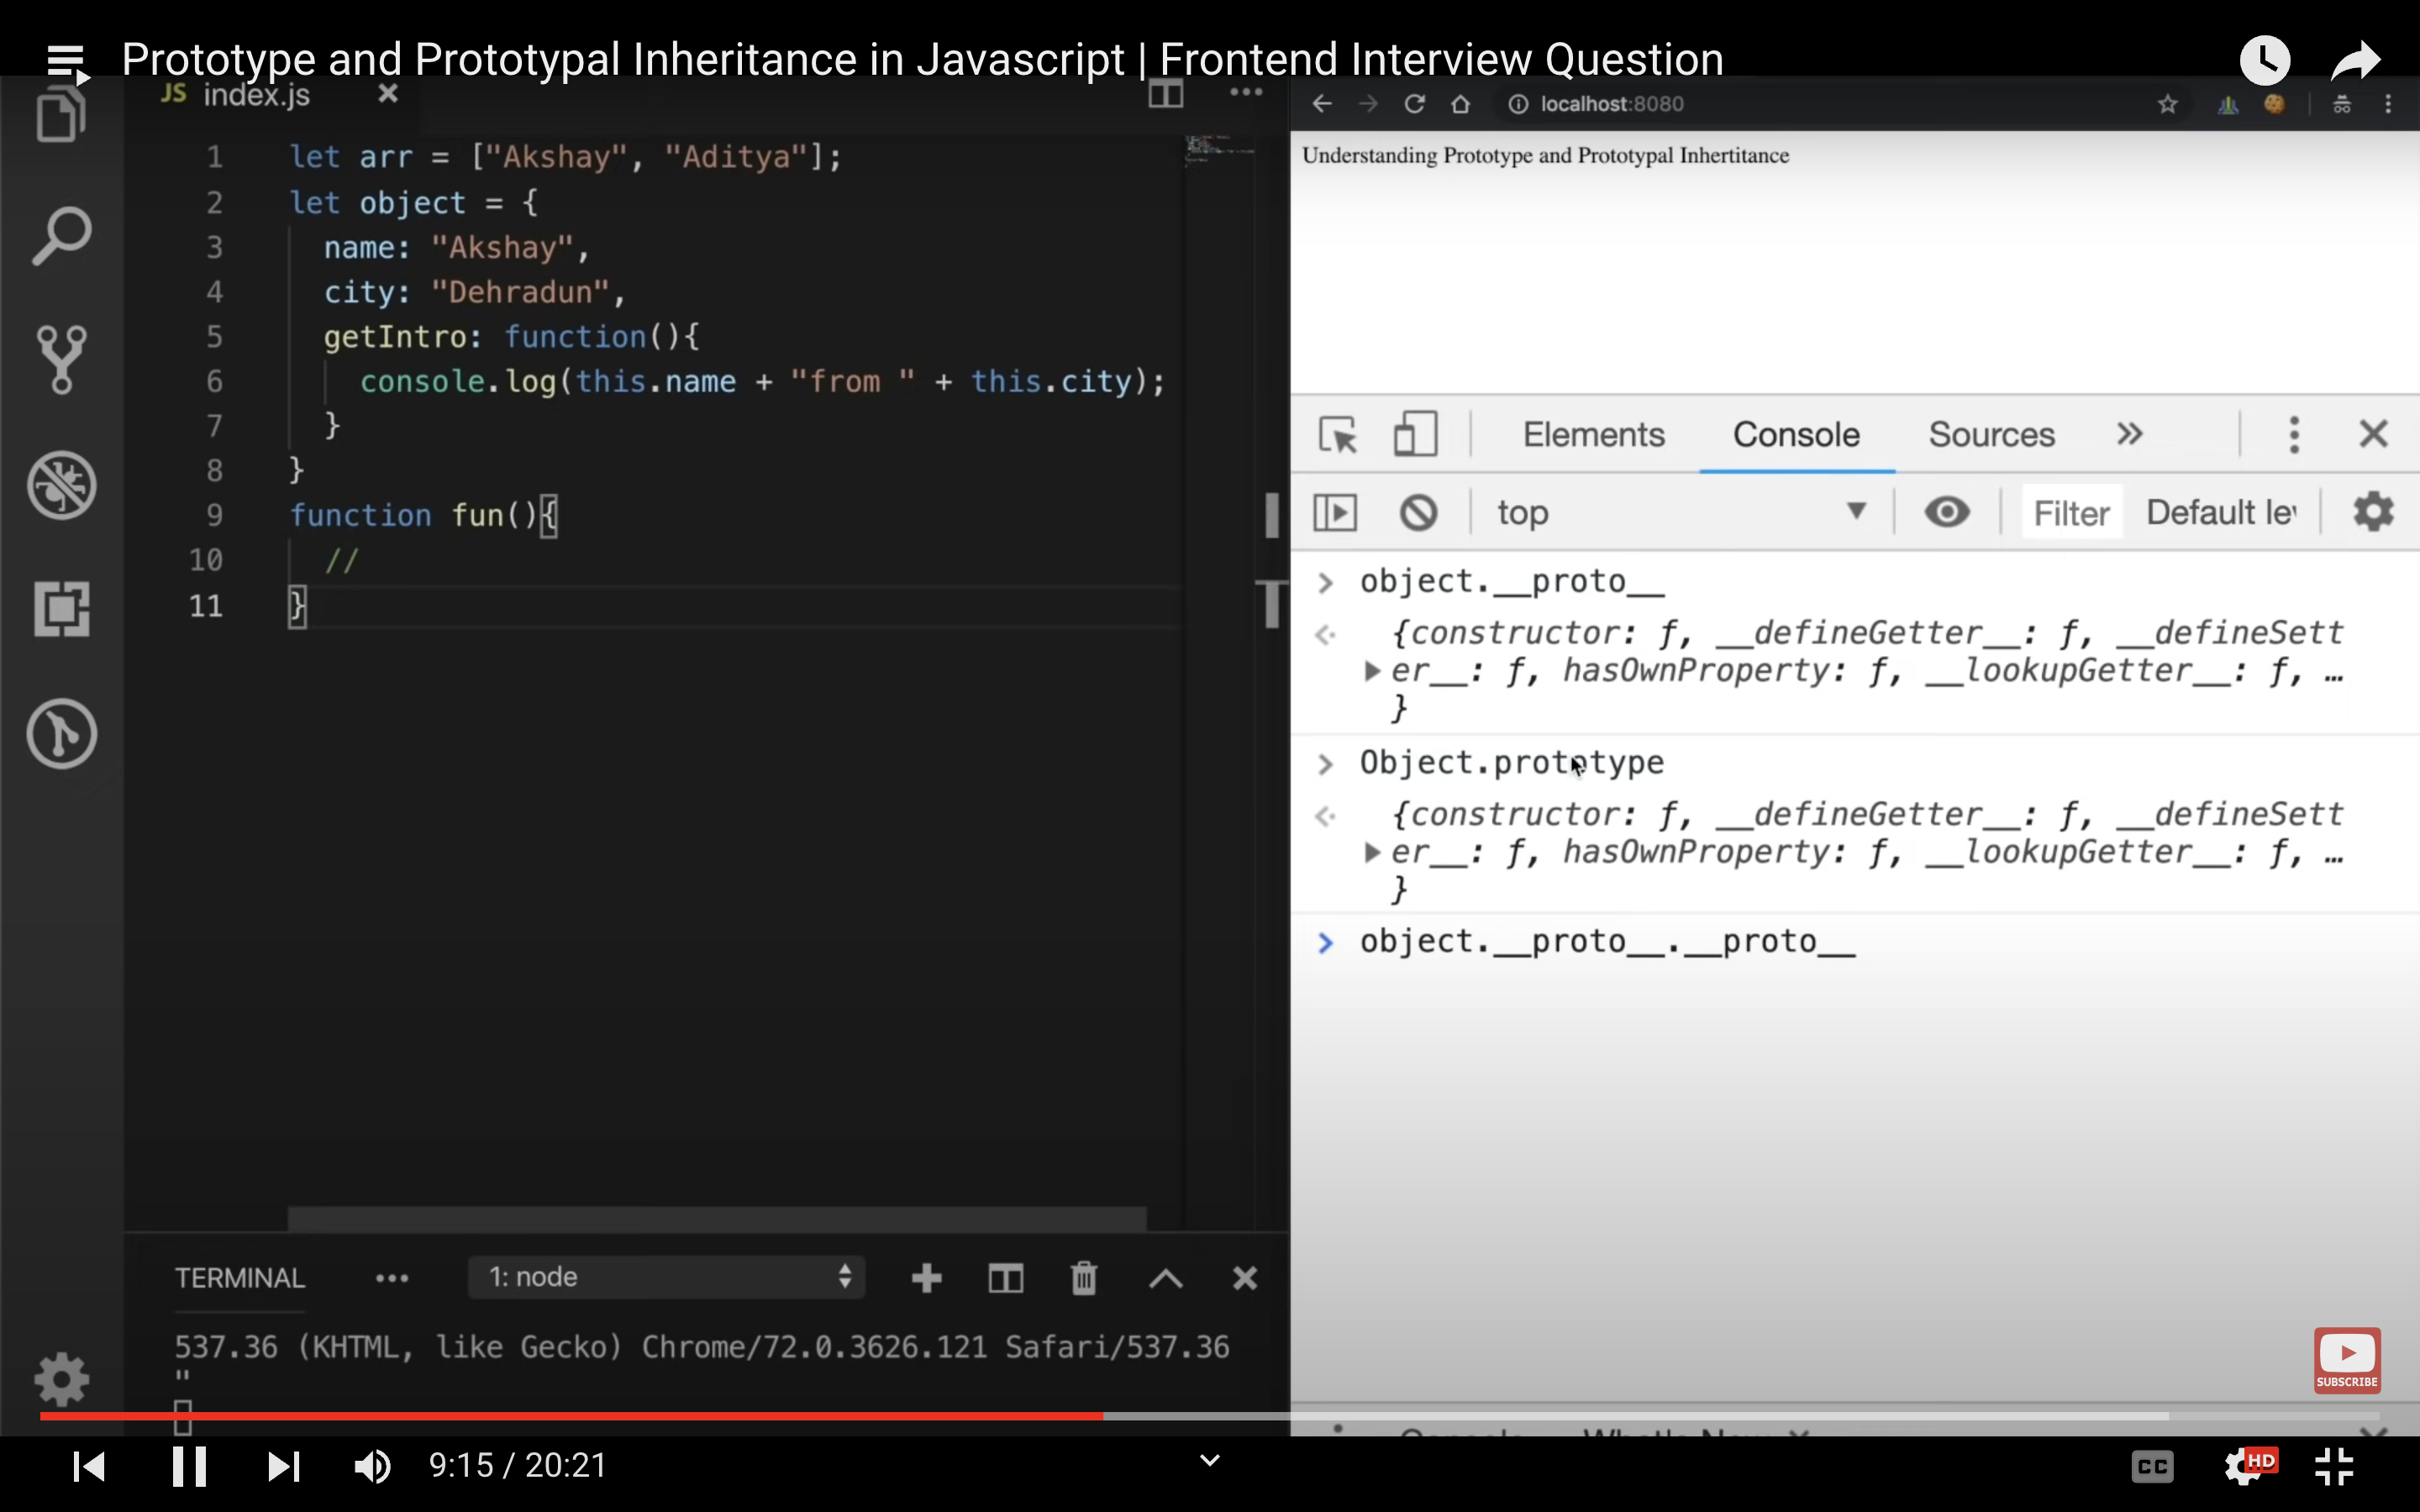 Prototype and Prototypal Inheritance in Javascript | Frontend Interview Question
JS index.js
1 let arr = ["Akshay", "Aditya"];
2 let object = {
3 name: "Akshay",
4 city: "Dehradun",
5 getIntro: function(){
6 console.log(this.name + "from " + this.city);
7 }
8 }
9 function fun(){
10 //
11 }
TERMINAL
1: node
537.36 (KHTML, like Gecko) Chrome/72.0.3626.121 Safari/537.36
"
localhost:8080
Understanding Prototype and Prototypal Inhertitance
Elements Console Sources
top Filter Default le
> object.__proto__
{constructor: ƒ, __defineGetter__: ƒ, __defineSett
er__: ƒ, hasOwnProperty: ƒ, __lookupGetter__: ƒ, …
}
> Object.prototype
{constructor: ƒ, __defineGetter__: ƒ, __defineSett
er__: ƒ, hasOwnProperty: ƒ, __lookupGetter__: ƒ, …
}
> object.__proto__.__proto__
SUBSCRIBE
9:15 / 20:21
CC HD